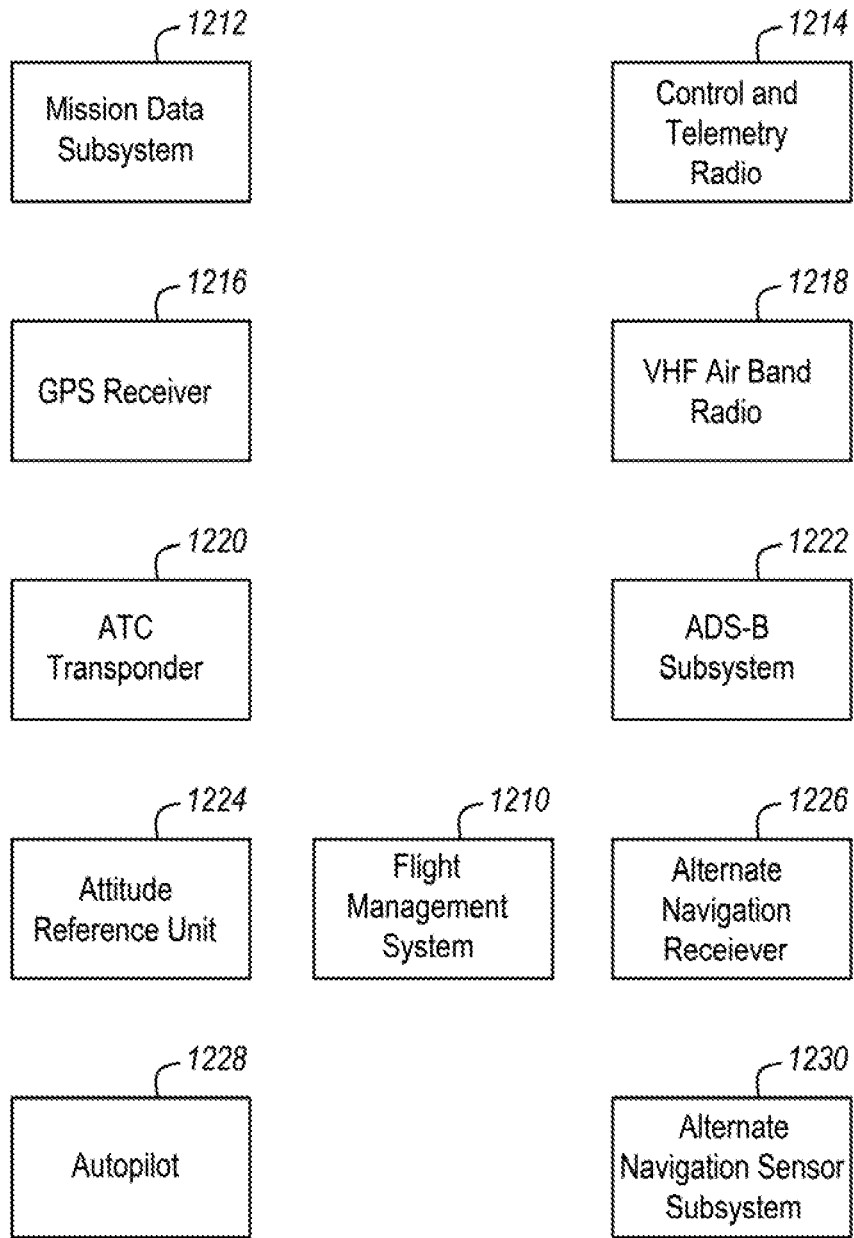 1212
Mission Data
Subsystem
1214
Control and
Telemetry
Radio
1216
GPS Receiver
1218
VHF Air Band
Radio
1220
ATC
Transponder
1222
ADS-B
Subsystem
1224
Attitude
Reference Unit
1210
Flight
Management
System
1226
Alternate
Navigation
Receiever
1228
Autopilot
1230
Alternate
Navigation Sensor
Subsystem